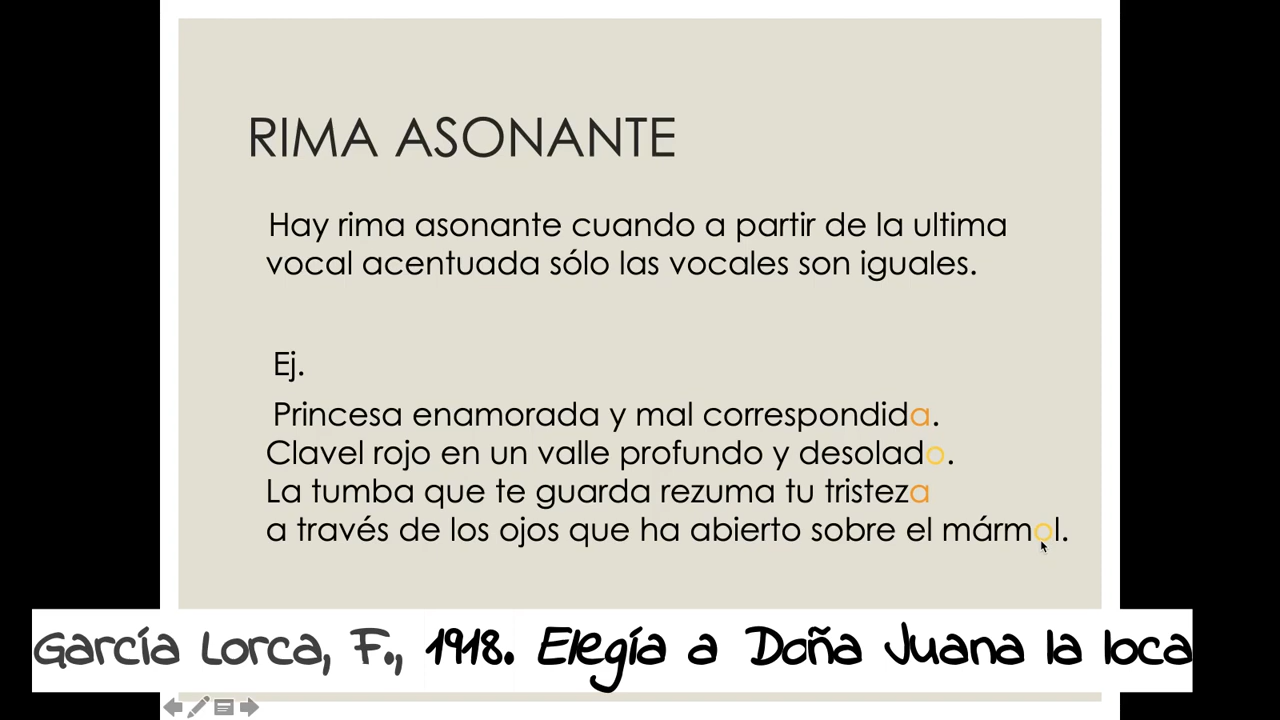 RIMA ASONANTE
Hay rima asonante cuando a partir de la ultima
vocal acentuada sólo las vocales son iguales.
Ej.
Princesa enamorada y mal correspondida.
Clavel rojo en un valle profundo y desolado.
La tumba que te guarda rezuma tu tristeza
a través de los ojos que ha abierto sobre el mármol.
García Lorca, F., 1918. Elegía a Doña Juana la loca